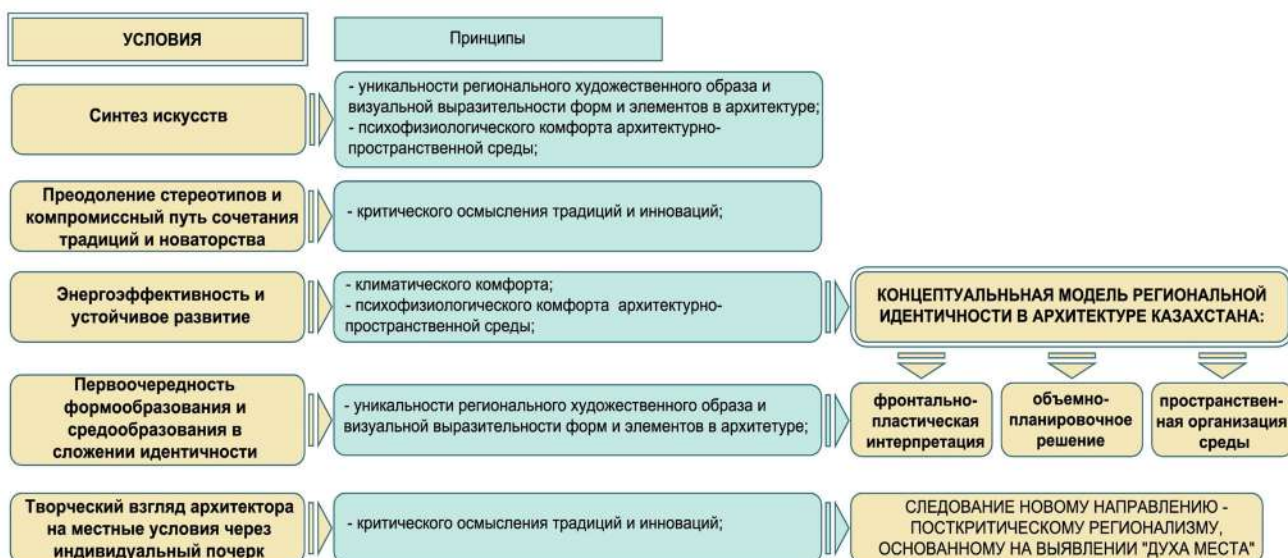 УСЛОВИЯ
Принципы
Синтез искусств
- уникальности регионального художественного образа и
визуальной выразительности форм и элементов в архитектуре;
- психофизиологического комфорта архитектурно-
пространственной среды;
Преодоление стереотипов и
компромиссный путь сочетания
традиций и новаторства
- критического осмысления традиций и инноваций;
Энергоэффективность и
устойчивое развитие
- климатического комфорта;
- психофизиологического комфорта архитектурно-
пространственной среды;
КОНЦЕПТУАЛЬНЬНАЯ МОДЕЛЬ РЕГИОНАЛЬНОЙ
ИДЕНТИЧНОСТИ В АРХИТЕКТУРЕ КАЗАХСТАНА:
Первоочередность
формообразования и
средообразования в
сложении идентичности
- уникальности регионального художественного образа и
визуальной выразительности форм и элементов в архитетуре;
фронтально-
пластическая
интерпретация
объемно-
планировочное
решение
пространствен-
ная организация
среды
Творческий взгляд архитектора
на местные условия через
индивидуальный почерк
- критического осмысления традиций и инноваций;
СЛЕДОВАНИЕ НОВОМУ НАПРАВЛЕНИЮ -
ПОСТКРИТИЧЕСКОМУ РЕГИОНАЛИЗМУ,
ОСНОВАННОМУ НА ВЫЯВЛЕНИИ "ДУХА МЕСТА"